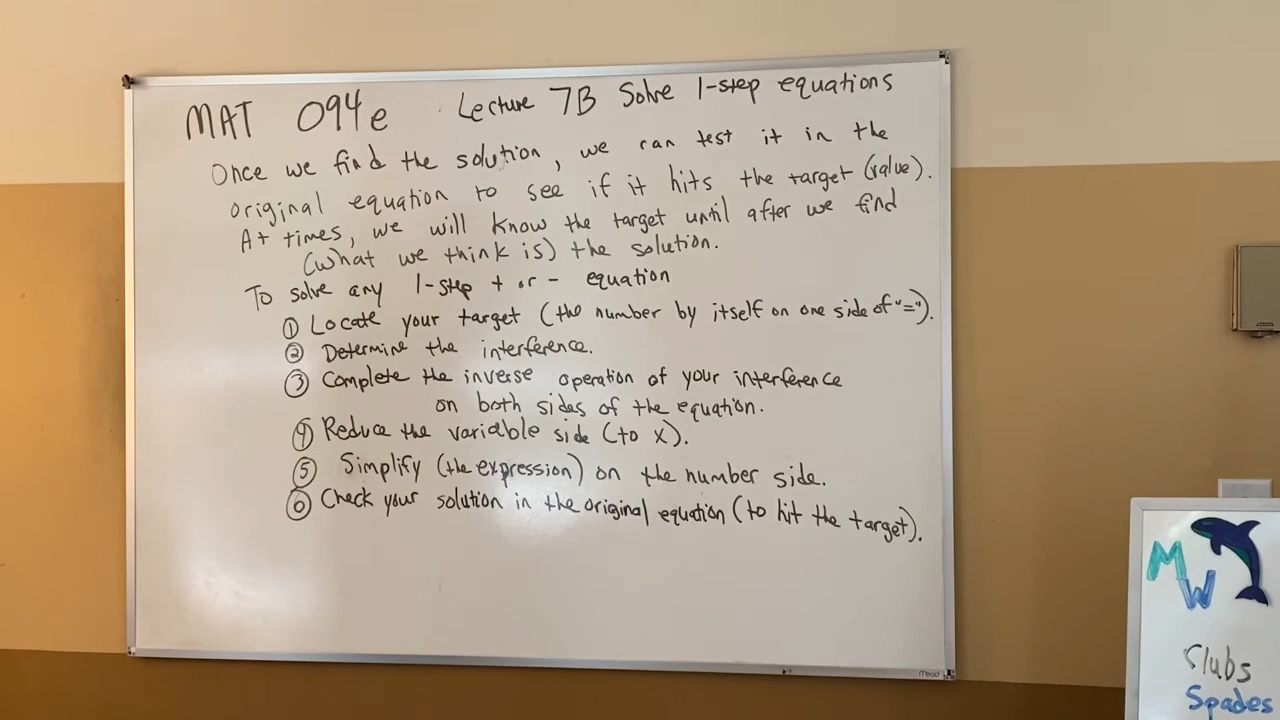 MAT 094e Lecture 7B Solve 1-step equations
Once we find the solution, we can test it in the
original equation to see if it hits the target (value).
At times, we will know the target until after we find
(what we think is) the solution.
To solve any 1-step + or - equation
① Locate your target (the number by itself on one side of "=").
② Determine the interference.
③ Complete the inverse operation of your interference
on both sides of the equation.
④ Reduce the variable side (to x).
⑤ Simplify (the expression) on the number side.
⑥ Check your solution in the original equation (to hit the target).
Mead
MW
Clubs
Spades